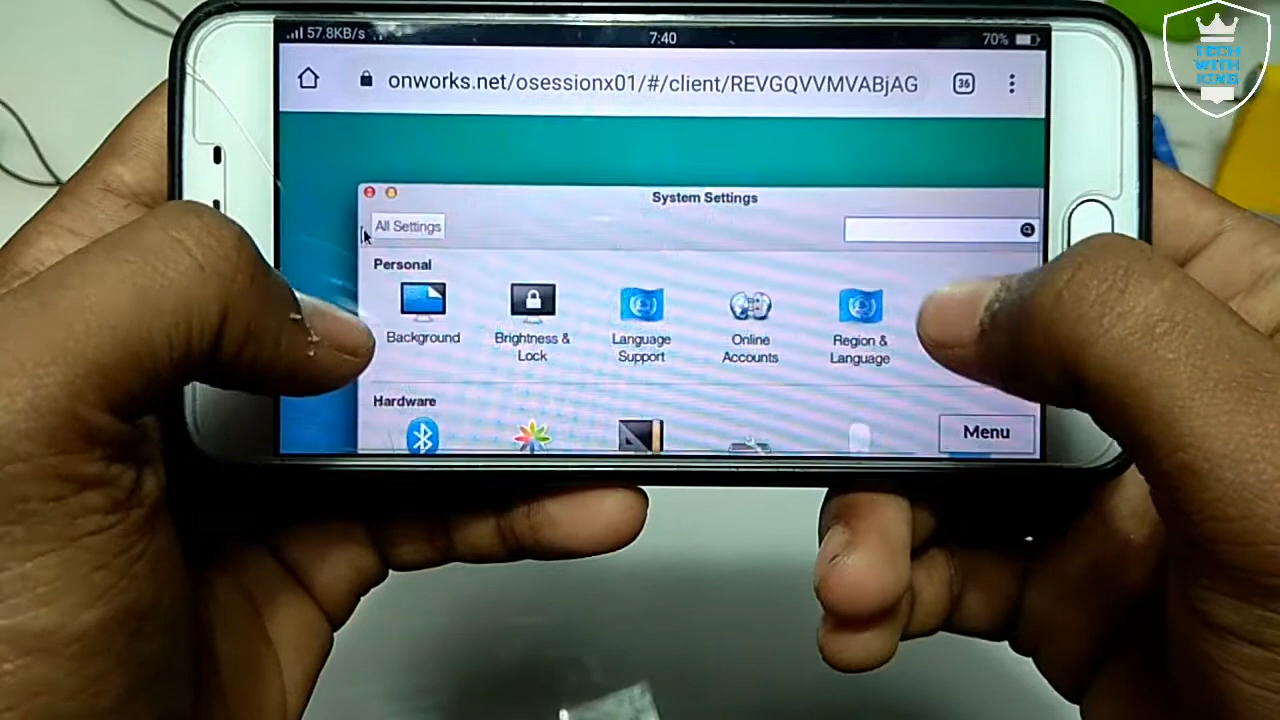 57.8KB/s
7:40
70%
onworks.net/osessionx01/#/client/REVGQVVMVABjAG
36
TECH
WITH
KING
System Settings
All Settings
Personal
Background
Brightness &
Lock
Language
Support
Online
Accounts
Region &
Language
Hardware
Menu